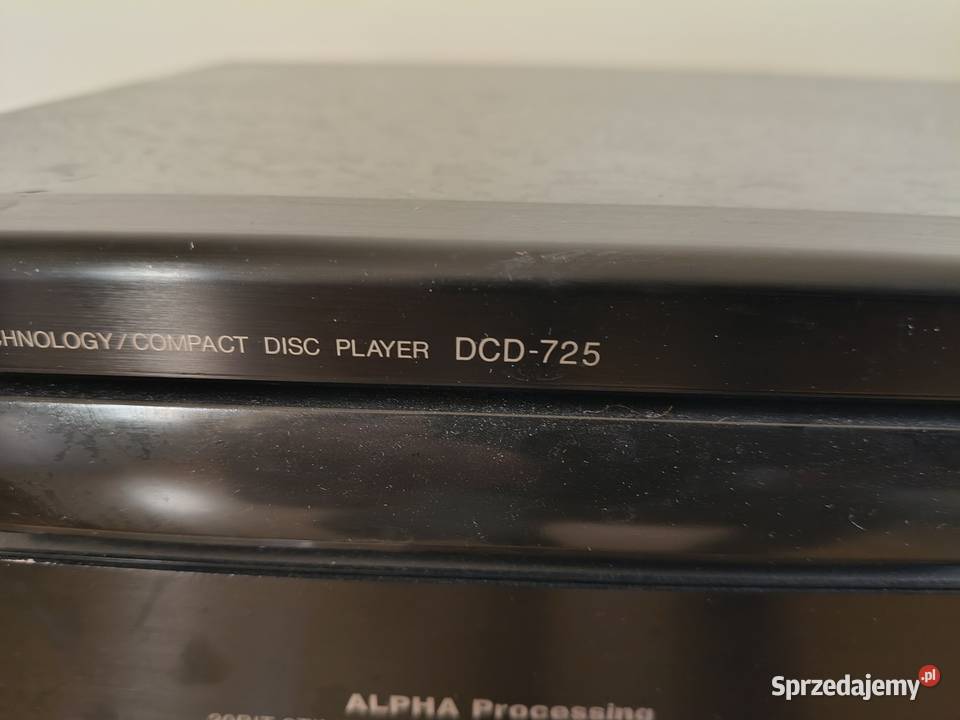 CHNOLOGY/COMPACT DISC PLAYER DCD-725
ALPHA Processing
Sprzedajemy.pl